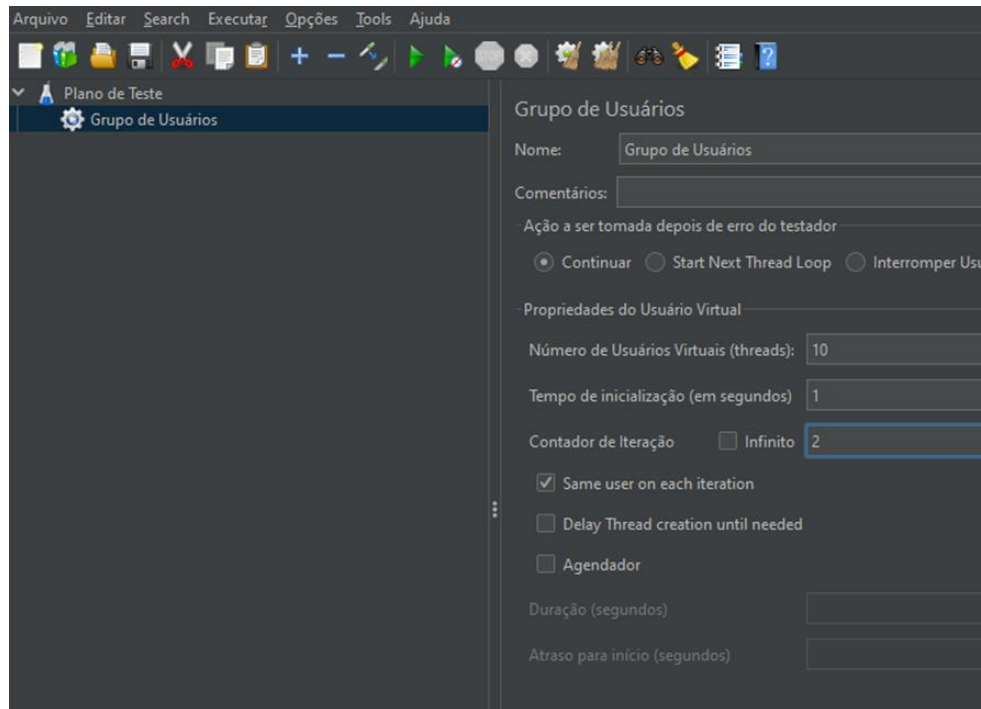 Arquivo Editar Search Executar Opções Tools Ajuda
Plano de Teste
Grupo de Usuários
Grupo de Usuários
Nome: Grupo de Usuários
Comentários:
Ação a ser tomada depois de erro do testador
Continuar Start Next Thread Loop Interromper Usu
Propriedades do Usuário Virtual
Número de Usuários Virtuais (threads): 10
Tempo de inicialização (em segundos) 1
Contador de Iteração Infinito 2
Same user on each iteration
Delay Thread creation until needed
Agendador
Duração (segundos)
Atraso para início (segundos)